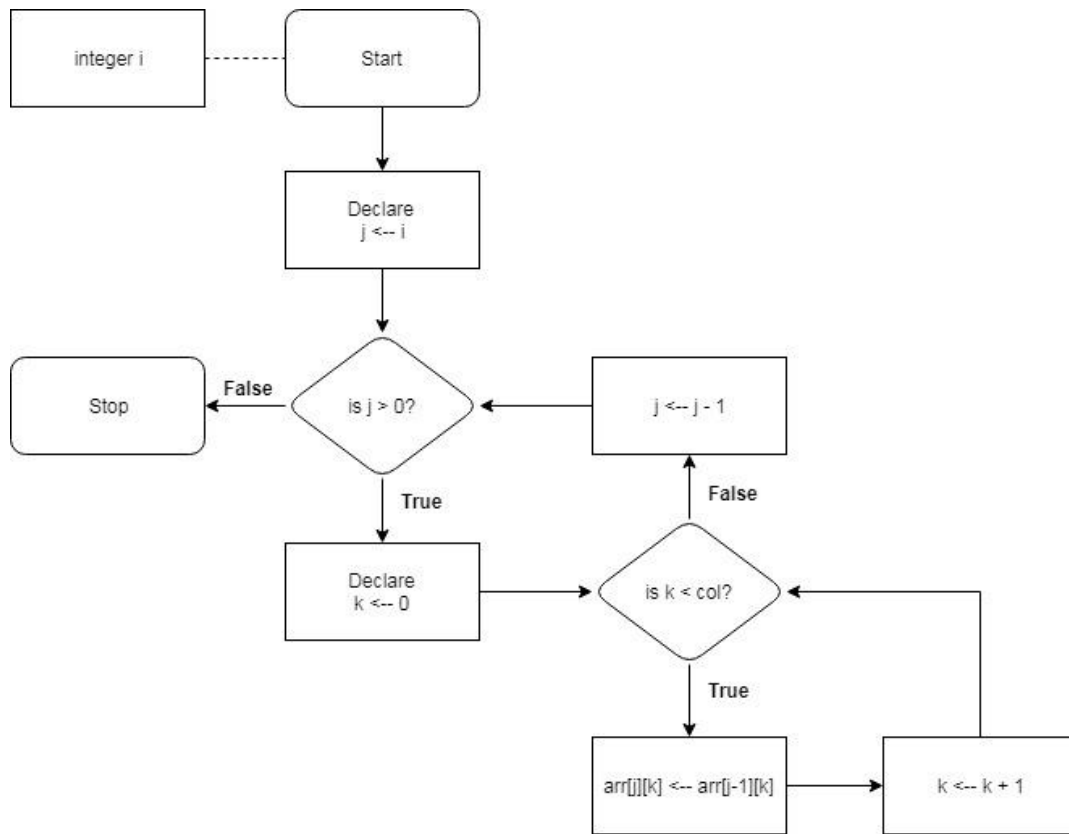 integer i
Start
Declare
j <-- i
Stop
False
is j > 0?
j <-- j - 1
True
False
Declare
k <-- 0
is k < col?
True
arr[j][k] <-- arr[j-1][k]
k <-- k + 1